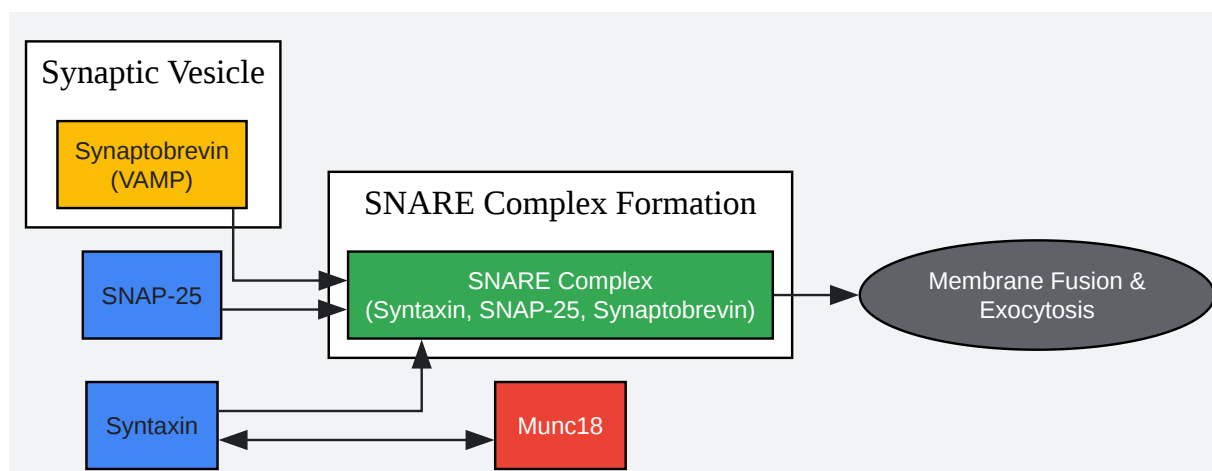 Synaptic Vesicle
Synaptobrevin
(VAMP)
SNARE Complex Formation
SNAP-25
SNARE Complex
(Syntaxin, SNAP-25, Synaptobrevin)
Membrane Fusion &
Exocytosis
Syntaxin
Munc18